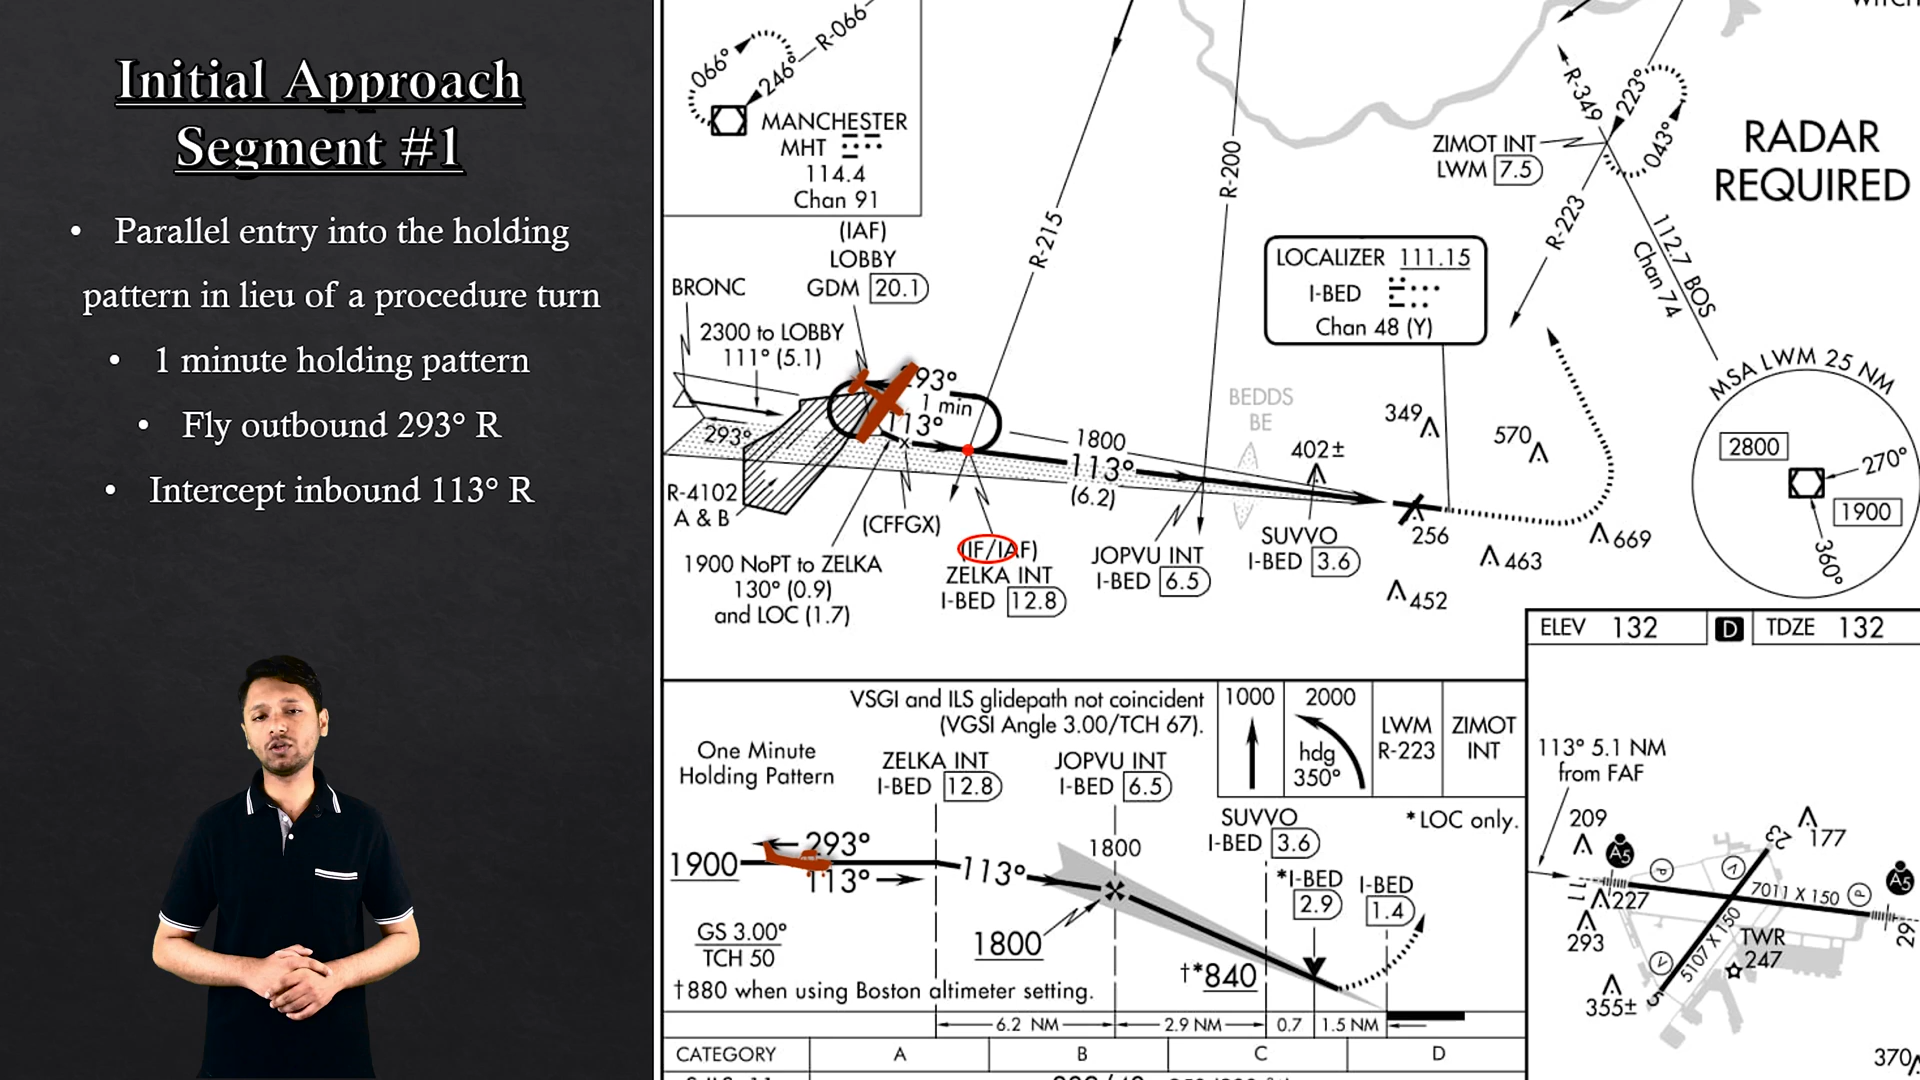 Initial Approach
Segment #1
• Parallel entry into the holding
pattern in lieu of a procedure turn
• 1 minute holding pattern
• Fly outbound 293° R
• Intercept inbound 113° R
066°
246°
R-066
MANCHESTER
MHT
114.4
Chan 91
(IAF)
LOBBY
GDM 20.1
BRONC
2300 to LOBBY
111° (5.1)
293°
1 min
113°
293°
R-4102
A & B
(CFFGX)
1900 NoPT to ZELKA
130° (0.9)
and LOC (1.7)
(IF/IAF)
ZELKA INT
I-BED 12.8
R-215
R-200
1800
113°
(6.2)
JOPVU INT
I-BED 6.5
BEDDS
BE
402±
SUVVO
I-BED 3.6
LOCALIZER 111.15
I-BED
Chan 48 (Y)
349
570
256
463
669
452
R-349
223°
043°
ZIMOT INT
LWM 7.5
R-223
112.7 BOS
Chan 74
RADAR
REQUIRED
MSA LWM 25 NM
2800
270°
1900
360°
ELEV 132
D
TDZE 132
VSGI and ILS glidepath not coincident
(VGSI Angle 3.00/TCH 67).
1000
2000
hdg
350°
LWM
R-223
ZIMOT
INT
One Minute
Holding Pattern
ZELKA INT
I-BED 12.8
JOPVU INT
I-BED 6.5
SUVVO
I-BED 3.6
*LOC only.
1900
293°
113°
113°
1800
1800
*I-BED
2.9
I-BED
1.4
GS 3.00°
TCH 50
†*840
†880 when using Boston altimeter setting.
6.2 NM
2.9 NM
0.7
1.5 NM
CATEGORY
A
B
C
D
113° 5.1 NM
from FAF
209
A5
P
V
23
177
11
227
7011 X 150
P
A5
29
293
5107 X 150
TWR
247
V
355±
5
370